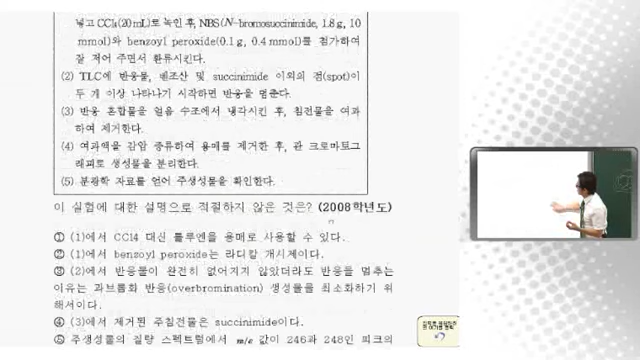 넣고 CCl₄(20 mL)로 녹인 후, NBS(N-bromosuccinimide, 1.8 g, 10
mmol)와 benzoyl peroxide(0.1 g, 0.4 mmol)를 첨가하여
잘 저어 주면서 환류시킨다.
(2) TLC에 반응물, 벤조산 및 succinimide 이외의 점(spot)이
두 개 이상 나타나기 시작하면 반응을 멈춘다.
(3) 반응 혼합물을 얼음 수조에서 냉각시킨 후, 침전물을 여과
하여 제거한다.
(4) 여과액을 감압 증류하여 용매를 제거한 후, 관 크로마토그
래피로 생성물을 분리한다.
(5) 분광학 자료를 얻어 주생성물을 확인한다.
이 실험에 대한 설명으로 적절하지 않은 것은? (2008학년도)
① (1)에서 CCl4 대신 톨루엔을 용매로 사용할 수 있다.
② (1)에서 benzoyl peroxide는 라디칼 개시제이다.
③ (2)에서 반응물이 완전히 없어지지 않았더라도 반응을 멈추는
이유는 과브롬화 반응(overbromination) 생성물을 최소화하기 위
해서이다.
④ (3)에서 제거된 주침전물은 succinimide이다.
⑤ 주생성물의 질량 스펙트럼에서 m/e 값이 246과 248인 피크의